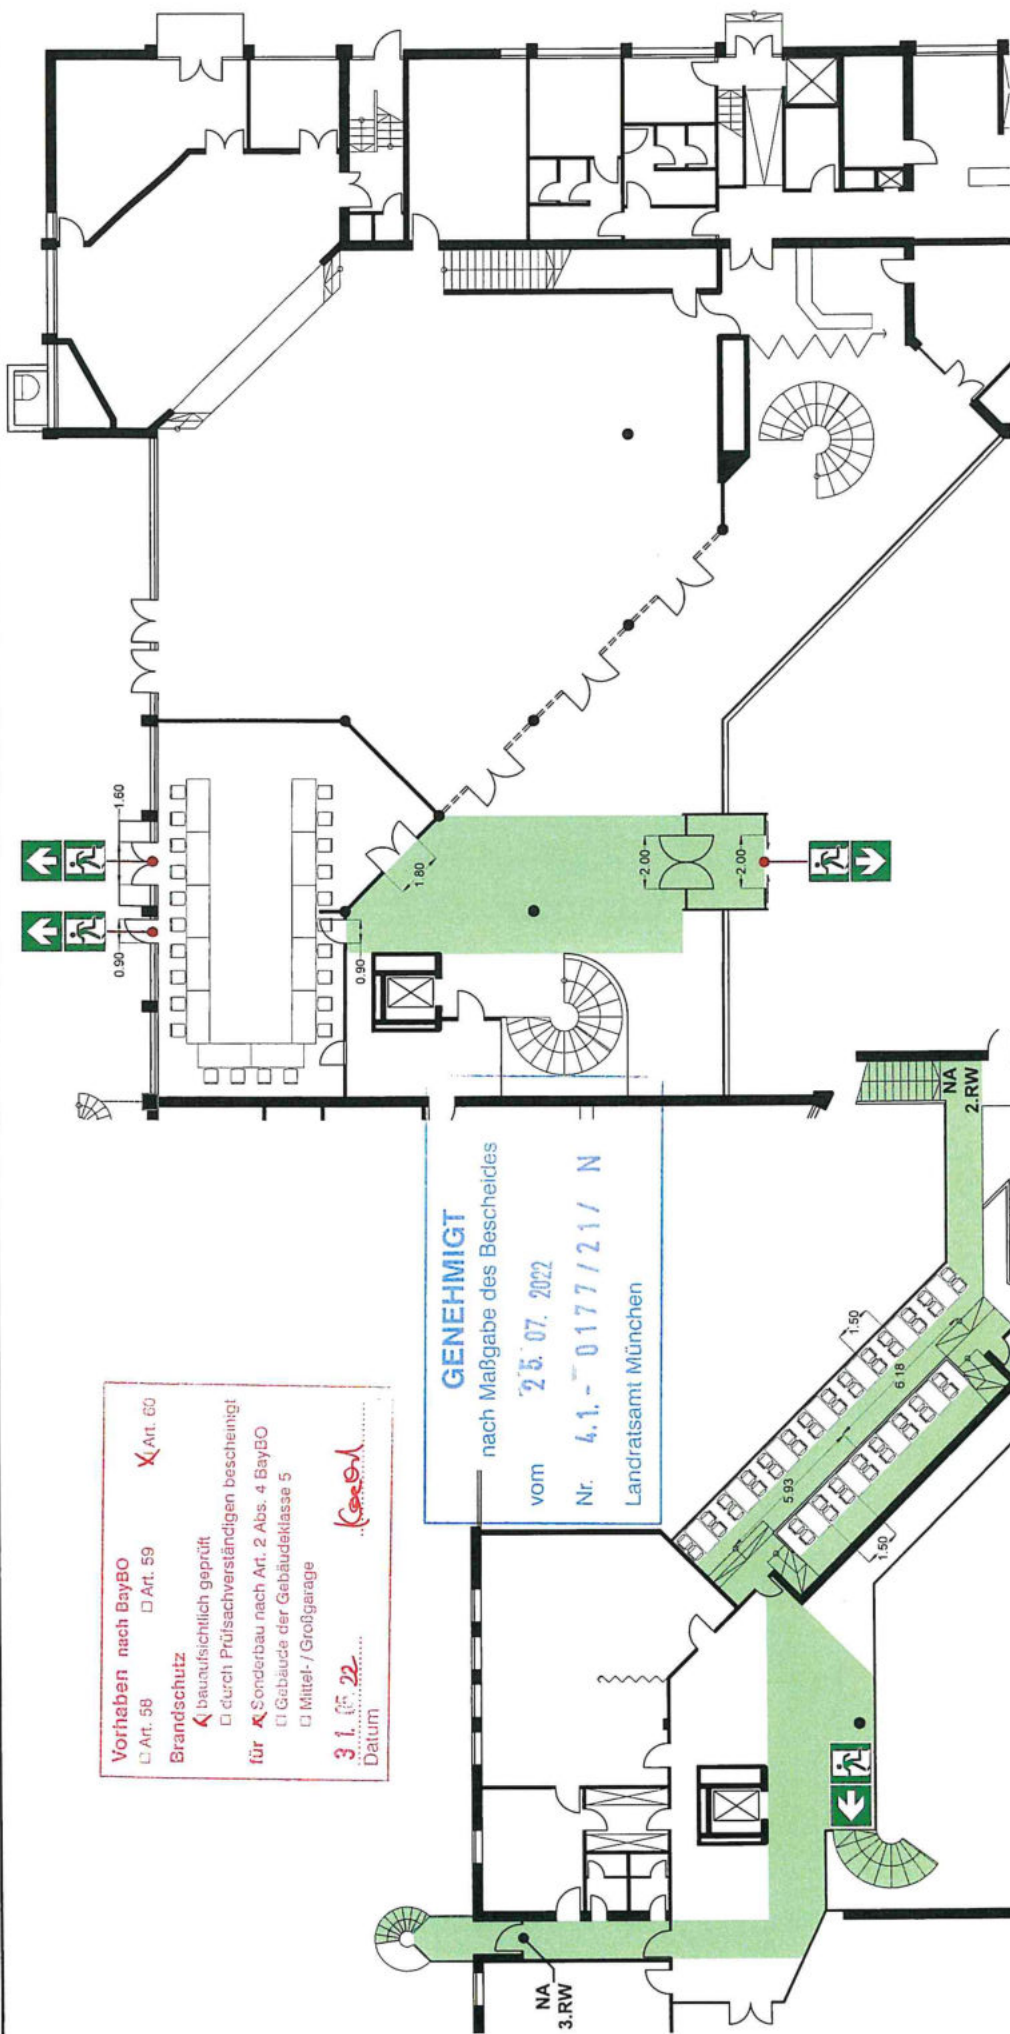 1.60
0.90
1.80
0.90
2.00
2.00
NA
2.RW
1.50
6.18
5.93
1.50
NA
3.RW
GENEHMIGT
nach Maßgabe des Bescheides
vom 25. 07. 2022
Nr. 4.1.- 0177/21/ N
Landratsamt München
Vorhaben nach BayBO
☐ Art. 58 ☐ Art. 59 ☒ Art. 60
Brandschutz
☒ bauaufsichtlich geprüft
☐ durch Prüfsachverständigen bescheinigt
für ☒ Sonderbau nach Art. 2 Abs. 4 BayBO
☐ Gebäude der Gebäudeklasse 5
☐ Mittel- / Großgarage
Datum